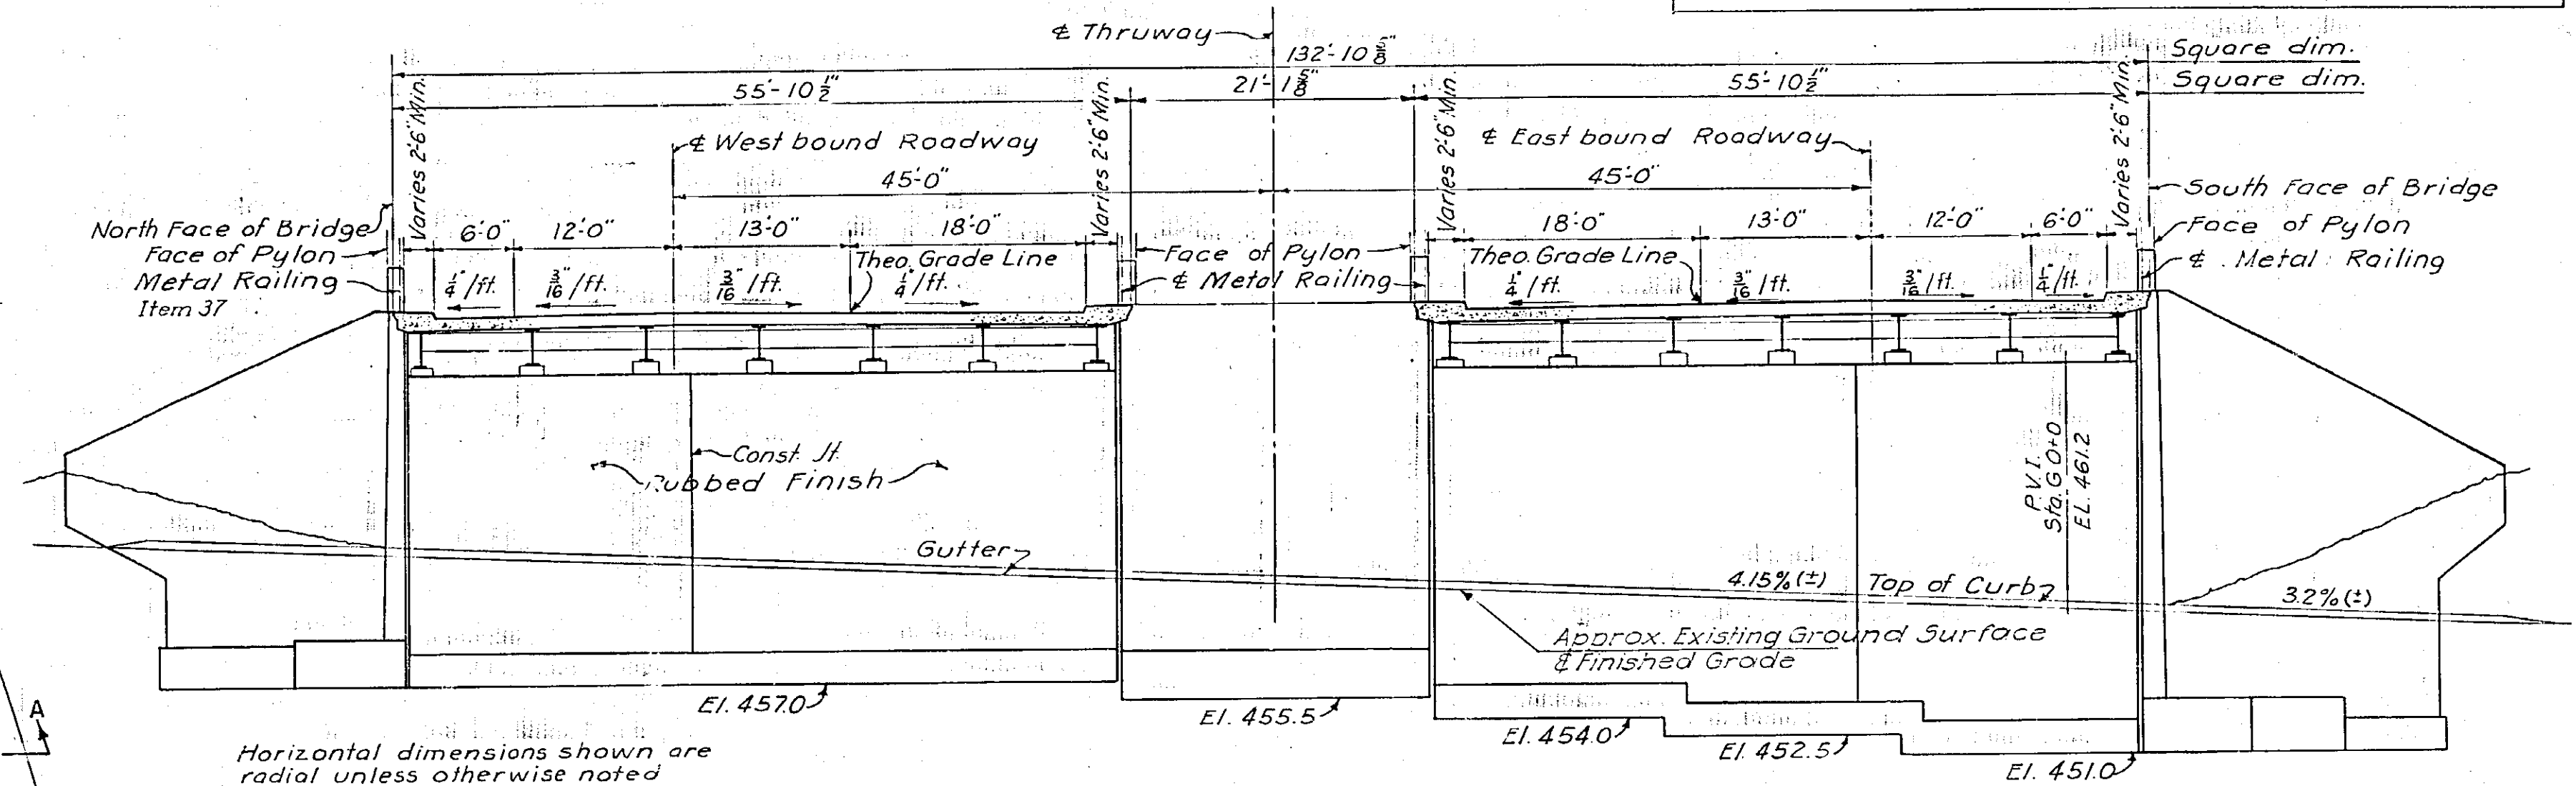 ℄ Thruway
132'-10 5/8"
Square dim.
55'-10 1/2"
21'-1 5/8"
55'-10 1/2"
Square dim.
Varies 2'-6" Min.
Varies 2'-6" Min.
Varies 2'-6" Min.
Varies 2'-6" Min.
℄ West bound Roadway
℄ East bound Roadway
45'-0"
45'-0"
South Face of Bridge
North Face of Bridge
6'-0"
12'-0"
13'-0"
18'-0"
18'-0"
13'-0"
12'-0"
6'-0"
Face of Pylon
Face of Pylon
Face of Pylon
Metal Railing
Item 37
Theo. Grade Line
℄ Metal Railing
Theo. Grade Line
℄ Metal Railing
1/4"/ft.
3/16"/ft.
3/16"/ft.
1/4"/ft.
1/4"/ft.
3/16"/ft.
3/16"/ft.
1/4"/ft.
Const. Jt.
Rubbed Finish
P.V.I.
Sta. G 0+0
EL. 461.2
Gutter
4.15% (±)
Top of Curb
3.2% (±)
Approx. Existing Ground Surface
& Finished Grade
El. 457.0
El. 455.5
El. 454.0
El. 452.5
El. 451.0
A
Horizontal dimensions shown are
radial unless otherwise noted